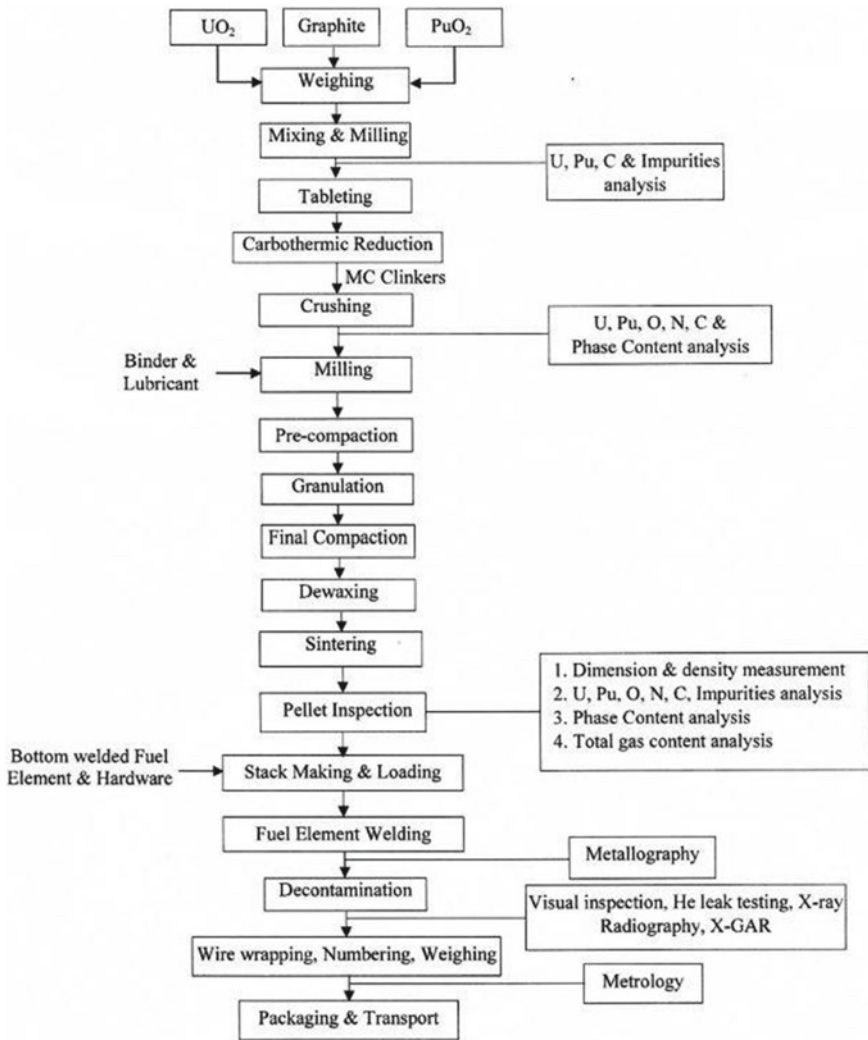 UO₂
Graphite
PuO₂
Weighing
Mixing & Milling
U, Pu, C & Impurities
analysis
Tableting
Carbothermic Reduction
MC Clinkers
Crushing
U, Pu, O, N, C &
Phase Content analysis
Binder &
Lubricant
Milling
Pre-compaction
Granulation
Final Compaction
Dewaxing
Sintering
1. Dimension & density measurement
2. U, Pu, O, N, C, Impurities analysis
3. Phase Content analysis
4. Total gas content analysis
Pellet Inspection
Bottom welded Fuel
Element & Hardware
Stack Making & Loading
Fuel Element Welding
Metallography
Decontamination
Visual inspection, He leak testing, X-ray
Radiography, X-GAR
Wire wrapping, Numbering, Weighing
Metrology
Packaging & Transport